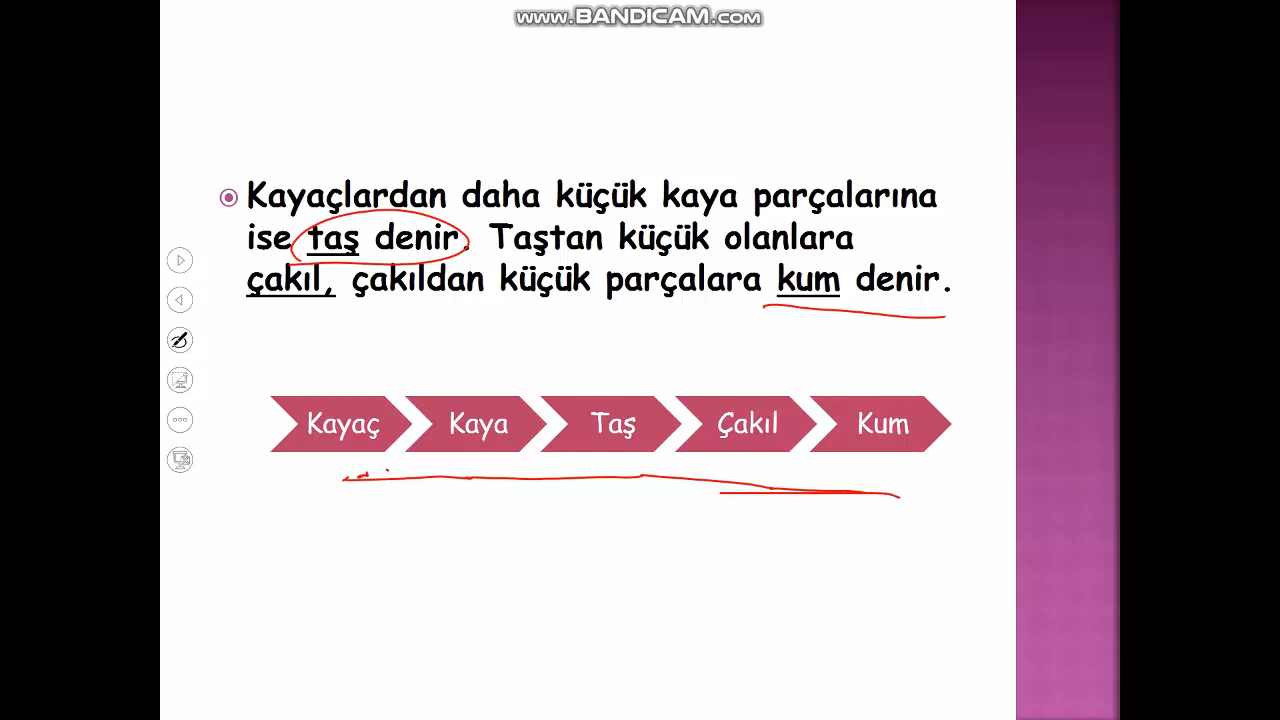 www.BANDICAM.com
Kayaçlardan daha küçük kaya parçalarına
ise taş denir. Taştan küçük olanlara
çakıl, çakıldan küçük parçalara kum denir.
Kayaç Kaya Taş Çakıl Kum